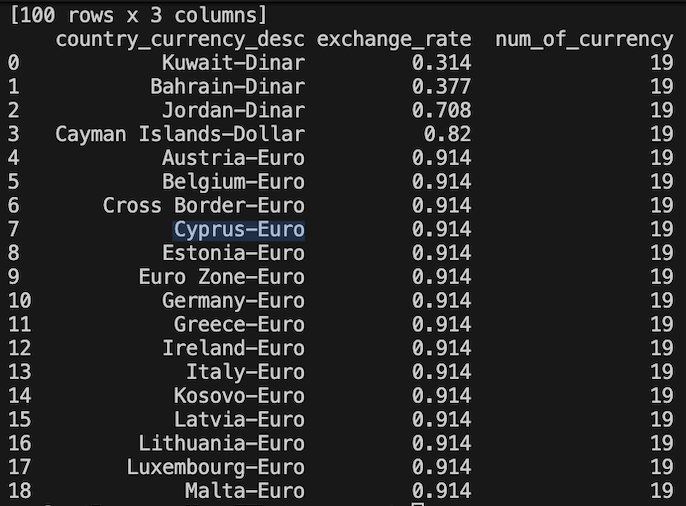 [100 rows x 3 columns]
country_currency_desc exchange_rate num_of_currency
0 Kuwait-Dinar 0.314 19
1 Bahrain-Dinar 0.377 19
2 Jordan-Dinar 0.708 19
3 Cayman Islands-Dollar 0.82 19
4 Austria-Euro 0.914 19
5 Belgium-Euro 0.914 19
6 Cross Border-Euro 0.914 19
7 Cyprus-Euro 0.914 19
8 Estonia-Euro 0.914 19
9 Euro Zone-Euro 0.914 19
10 Germany-Euro 0.914 19
11 Greece-Euro 0.914 19
12 Ireland-Euro 0.914 19
13 Italy-Euro 0.914 19
14 Kosovo-Euro 0.914 19
15 Latvia-Euro 0.914 19
16 Lithuania-Euro 0.914 19
17 Luxembourg-Euro 0.914 19
18 Malta-Euro 0.914 19